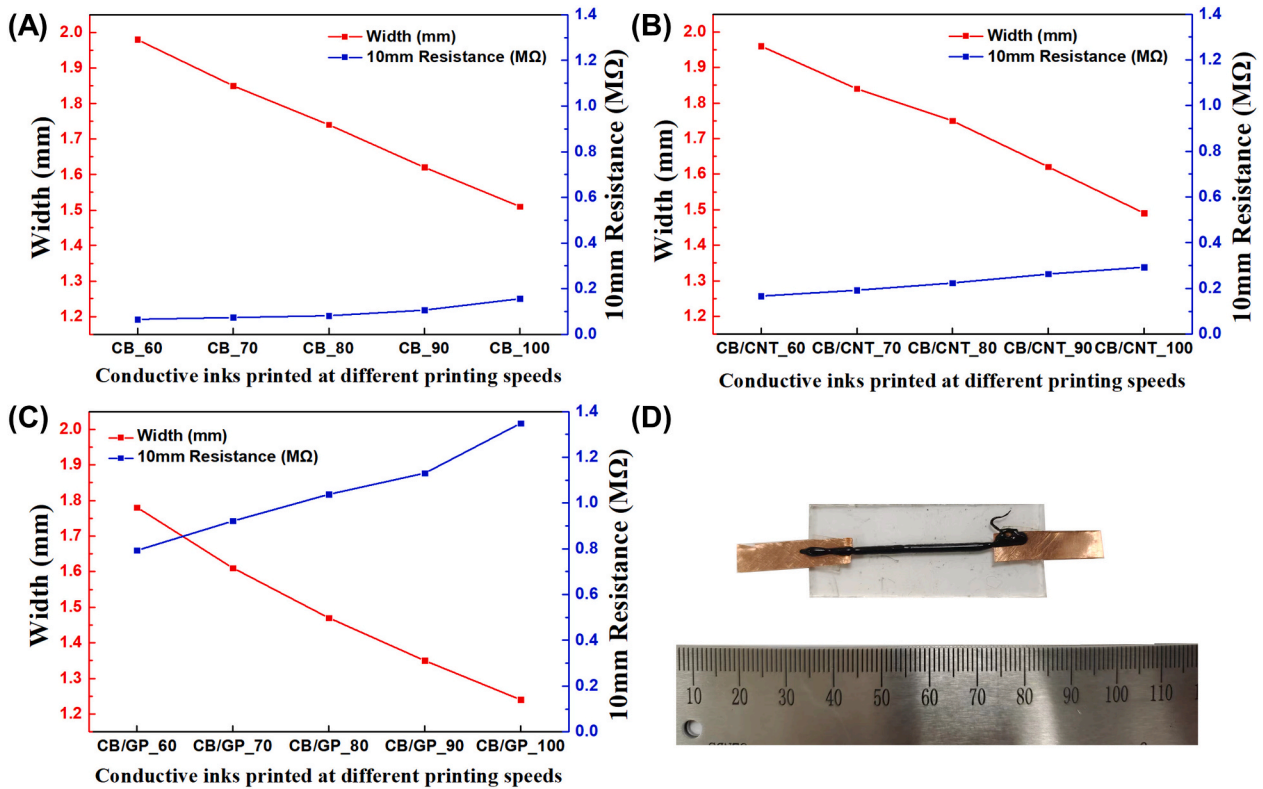 (A)
Width (mm)
10mm Resistance (MΩ)
2.0
1.9
1.8
1.7
1.6
1.5
1.4
1.3
1.2
Width (mm)
1.4
1.2
1.0
0.8
0.6
0.4
0.2
0.0
10mm Resistance (MΩ)
CB_60 CB_70 CB_80 CB_90 CB_100
Conductive inks printed at different printing speeds
(B)
Width (mm)
10mm Resistance (MΩ)
2.0
1.9
1.8
1.7
1.6
1.5
1.4
1.3
1.2
Width (mm)
1.4
1.2
1.0
0.8
0.6
0.4
0.2
0.0
10mm Resistance (MΩ)
CB/CNT_60 CB/CNT_70 CB/CNT_80 CB/CNT_90 CB/CNT_100
Conductive inks printed at different printing speeds
(C)
Width (mm)
10mm Resistance (MΩ)
2.0
1.9
1.8
1.7
1.6
1.5
1.4
1.3
1.2
Width (mm)
1.4
1.2
1.0
0.8
0.6
0.4
0.2
0.0
10mm Resistance (MΩ)
CB/GP_60 CB/GP_70 CB/GP_80 CB/GP_90 CB/GP_100
Conductive inks printed at different printing speeds
(D)
10 20 30 40 50 60 70 80 90 100 110